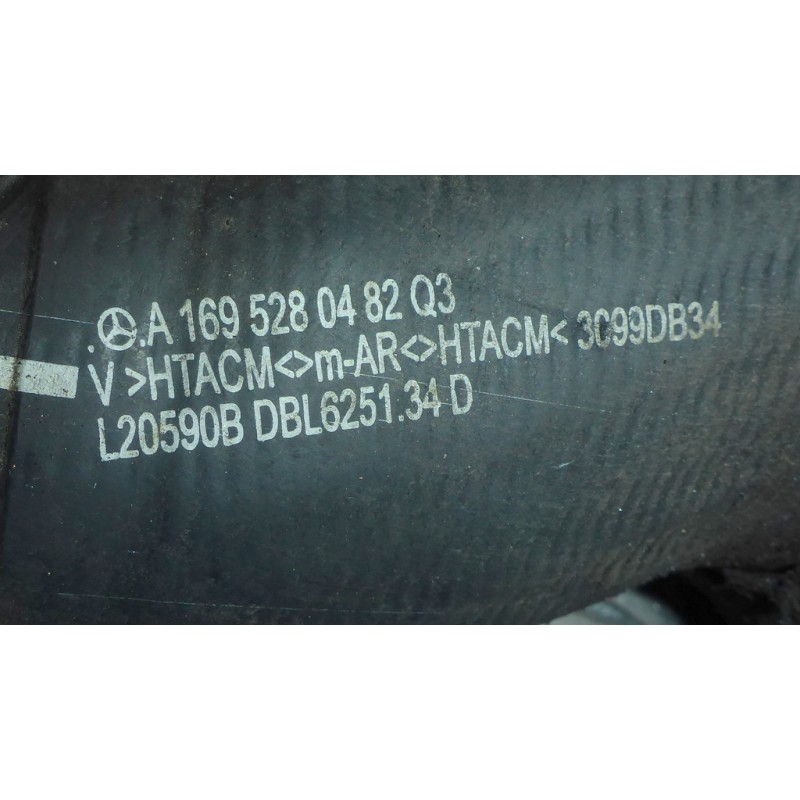 .A 169 528 04 82 Q3
V >HTACM<>m-AR<>HTACM< 3C99DB34
L20590B DBL6251.34 D